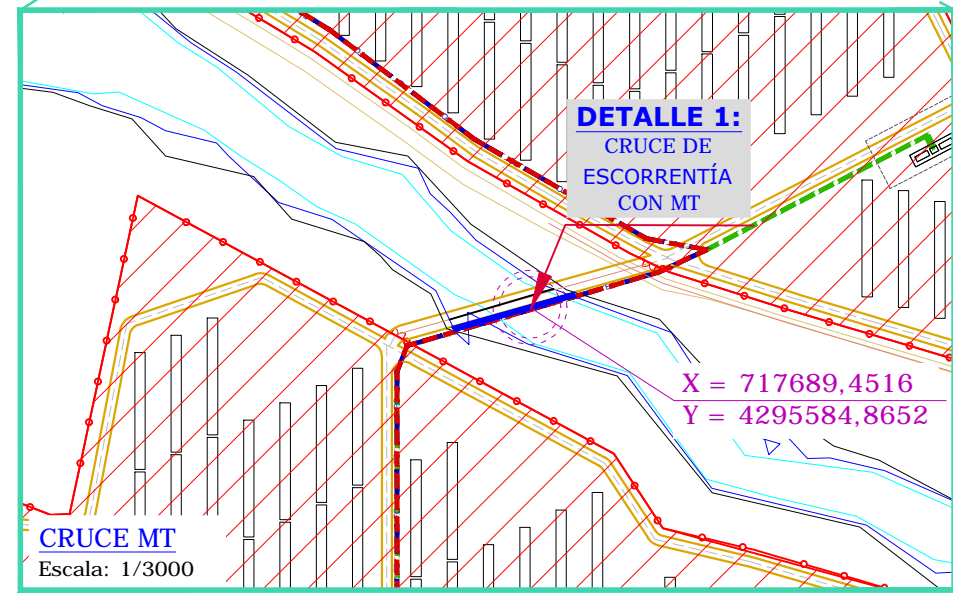 DETALLE 1:
CRUCE DE
ESCORRENTÍA
CON MT
X = 717689,4516
Y = 4295584,8652
CRUCE MT
Escala: 1/3000